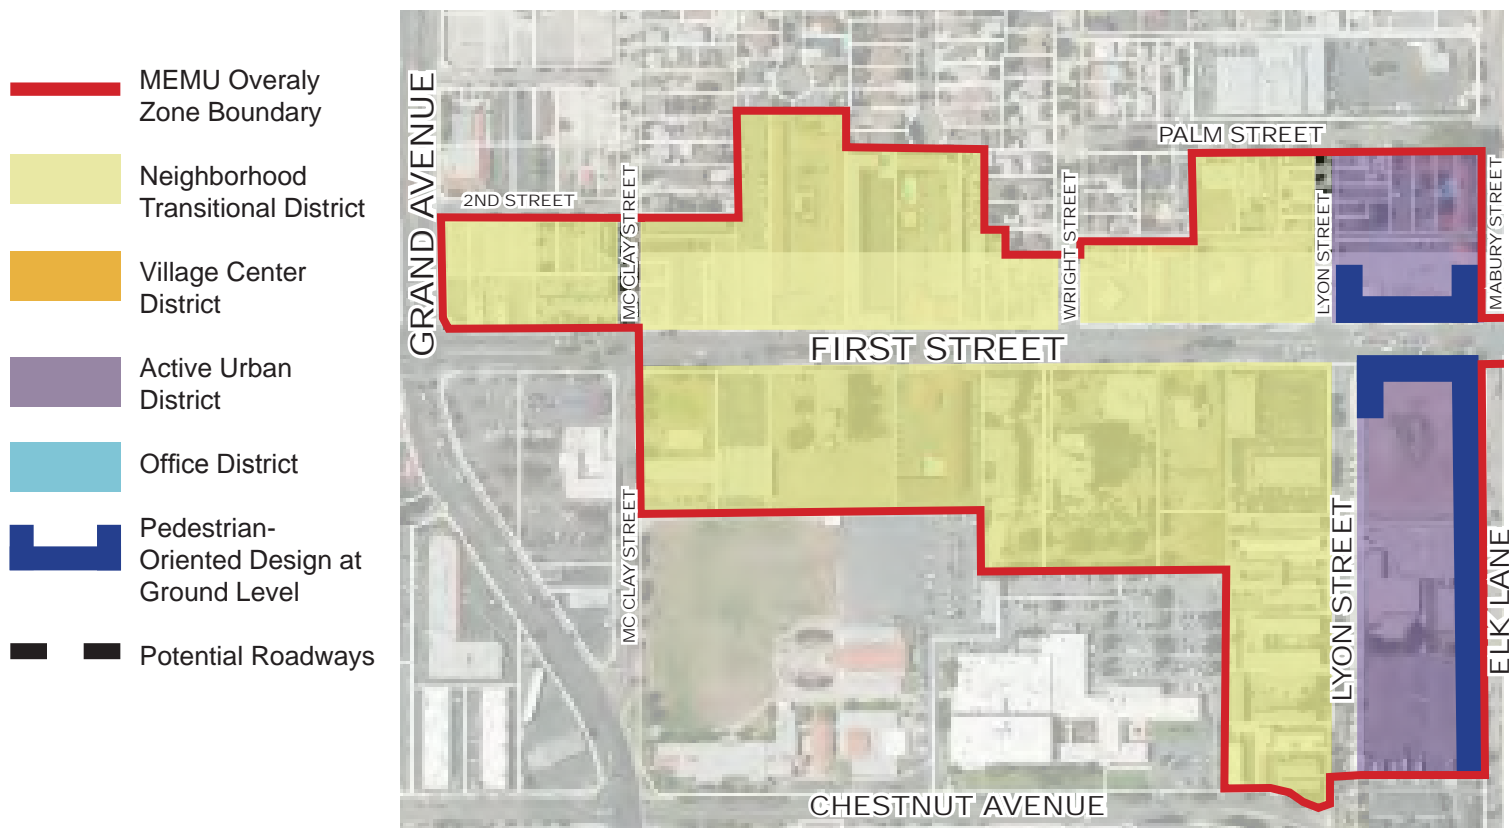 MEMU Overaly
Zone Boundary
Neighborhood
Transitional District
Village Center
District
Active Urban
District
Office District
Pedestrian-
Oriented Design at
Ground Level
Potential Roadways
GRAND AVENUE
2ND STREET
MC CLAY STREET
WRIGHT STREET
PALM STREET
LYON STREET
MABURY STREET
FIRST STREET
MC CLAY STREET
LYON STREET
ELK LANE
CHESTNUT AVENUE